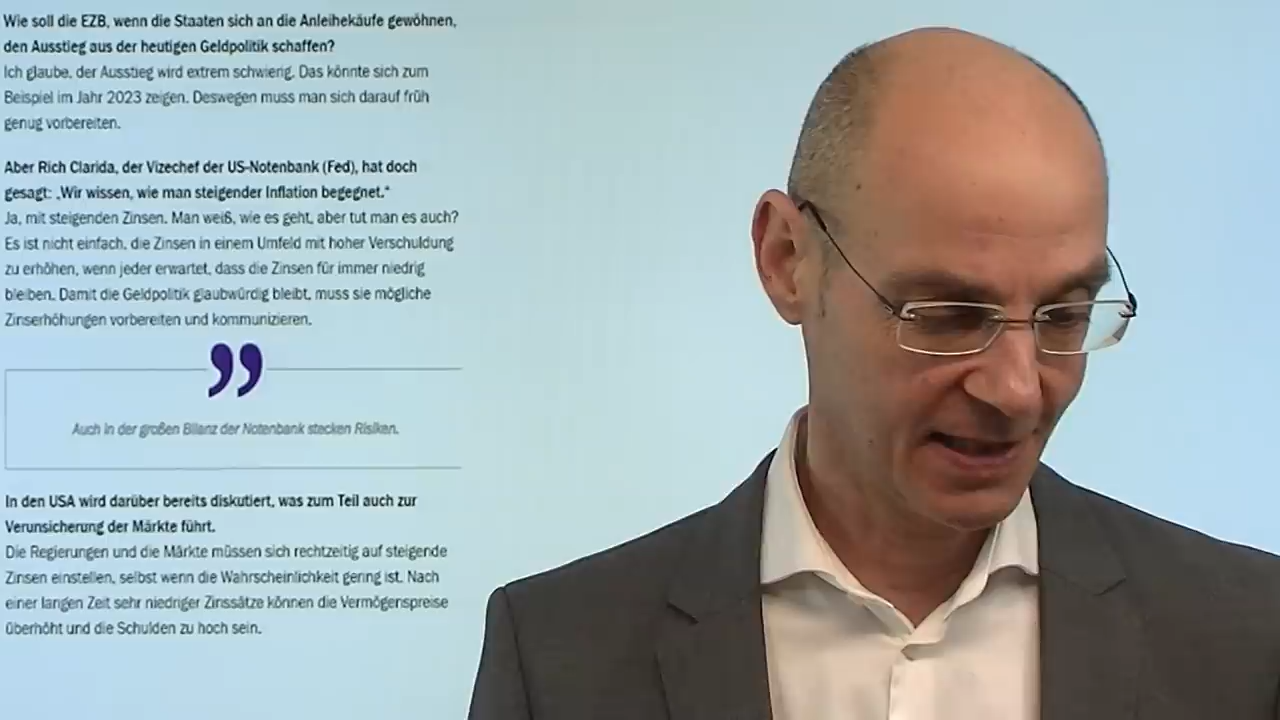 Wie soll die EZB, wenn die Staaten sich an die Anleihekäufe gewöhnen,
den Ausstieg aus der heutigen Geldpolitik schaffen?
Ich glaube, der Ausstieg wird extrem schwierig. Das könnte sich zum
Beispiel im Jahr 2023 zeigen. Deswegen muss man sich darauf früh
genug vorbereiten.
Aber Rich Clarida, der Vizechef der US-Notenbank (Fed), hat doch
gesagt: „Wir wissen, wie man steigender Inflation begegnet.“
Ja, mit steigenden Zinsen. Man weiß, wie es geht, aber tut man es auch?
Es ist nicht einfach, die Zinsen in einem Umfeld mit hoher Verschuldung
zu erhöhen, wenn jeder erwartet, dass die Zinsen für immer niedrig
bleiben. Damit die Geldpolitik glaubwürdig bleibt, muss sie mögliche
Zinserhöhungen vorbereiten und kommunizieren.
”
Auch in der großen Bilanz der Notenbank stecken Risiken.
In den USA wird darüber bereits diskutiert, was zum Teil auch zur
Verunsicherung der Märkte führt.
Die Regierungen und die Märkte müssen sich rechtzeitig auf steigende
Zinsen einstellen, selbst wenn die Wahrscheinlichkeit gering ist. Nach
einer langen Zeit sehr niedriger Zinssätze können die Vermögenspreise
überhöht und die Schulden zu hoch sein.